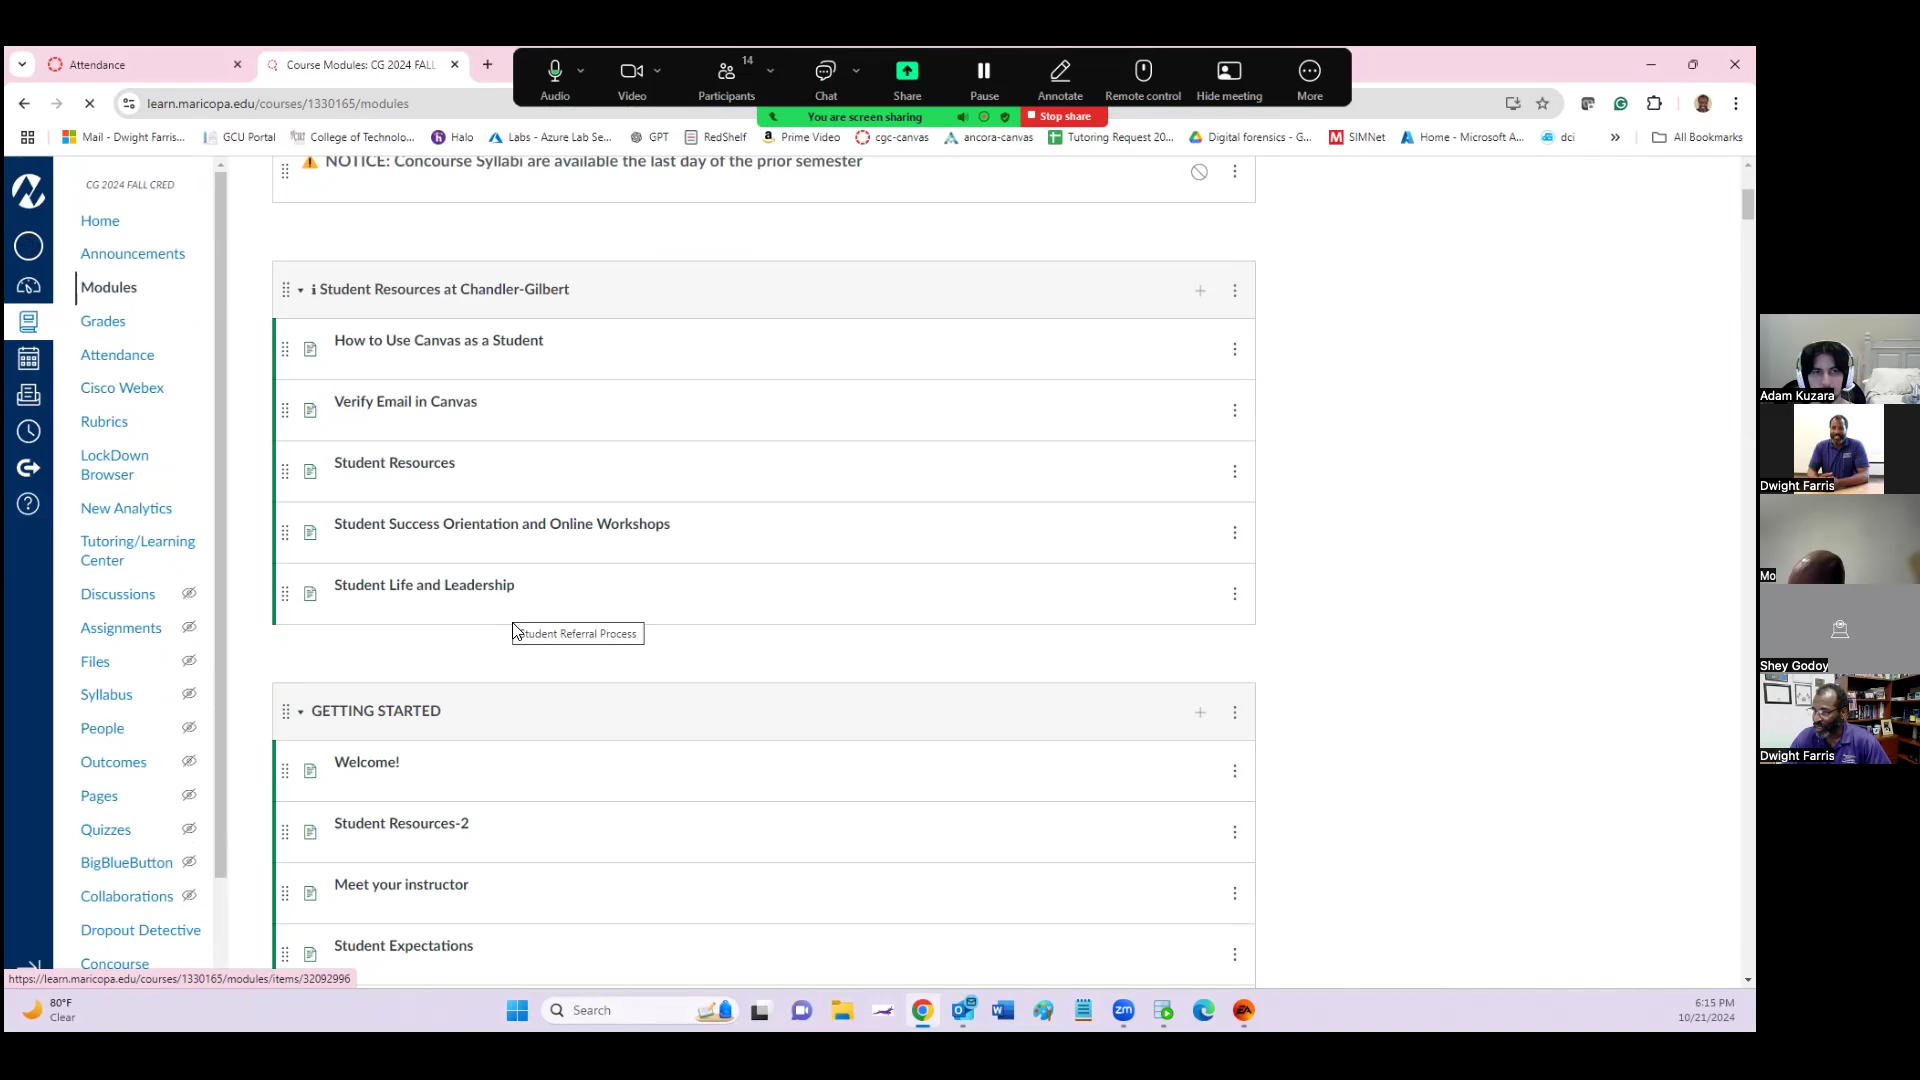 Attendance
Course Modules: CG 2024 FALL
14
Audio
Video
Participants
Chat
Share
Pause
Annotate
Remote control
Hide meeting
More
learn.maricopa.edu/courses/1330165/modules
You are screen sharing
Stop share
Mail - Dwight Farris...
GCU Portal
College of Technolo...
Halo
Labs - Azure Lab Se...
GPT
RedShelf
Prime Video
cgc-canvas
ancora-canvas
Tutoring Request 20...
Digital forensics - G...
SIMNet
Home - Microsoft A...
dci
All Bookmarks
CG 2024 FALL CRED
Home
Announcements
Modules
Grades
Attendance
Cisco Webex
Rubrics
LockDown
Browser
New Analytics
Tutoring/Learning
Center
Discussions
Assignments
Files
Syllabus
People
Outcomes
Pages
Quizzes
BigBlueButton
Collaborations
Dropout Detective
Concourse
NOTICE: Concourse Syllabi are available the last day of the prior semester
ℹ Student Resources at Chandler-Gilbert
How to Use Canvas as a Student
Verify Email in Canvas
Student Resources
Student Success Orientation and Online Workshops
Student Life and Leadership
Student Referral Process
GETTING STARTED
Welcome!
Student Resources-2
Meet your instructor
Student Expectations
https://learn.maricopa.edu/courses/1330165/modules/items/32092996
80°F
Clear
Search
zm
EA
6:15 PM
10/21/2024
Adam Kuzara
Dwight Farris
Mo
Shey Godoy
Dwight Farris